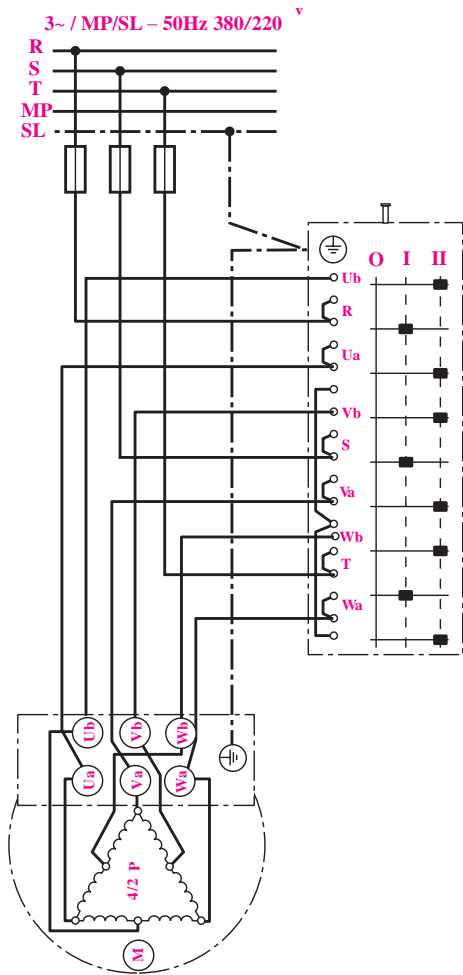 3~ / MP/SL – 50Hz 380/220 v
R
S
T
MP
SL
O I II
Ub
R
Ua
Vb
S
Va
Wb
T
Wa
Ub Vb Wb
Ua Va Wa
4/2 P
M